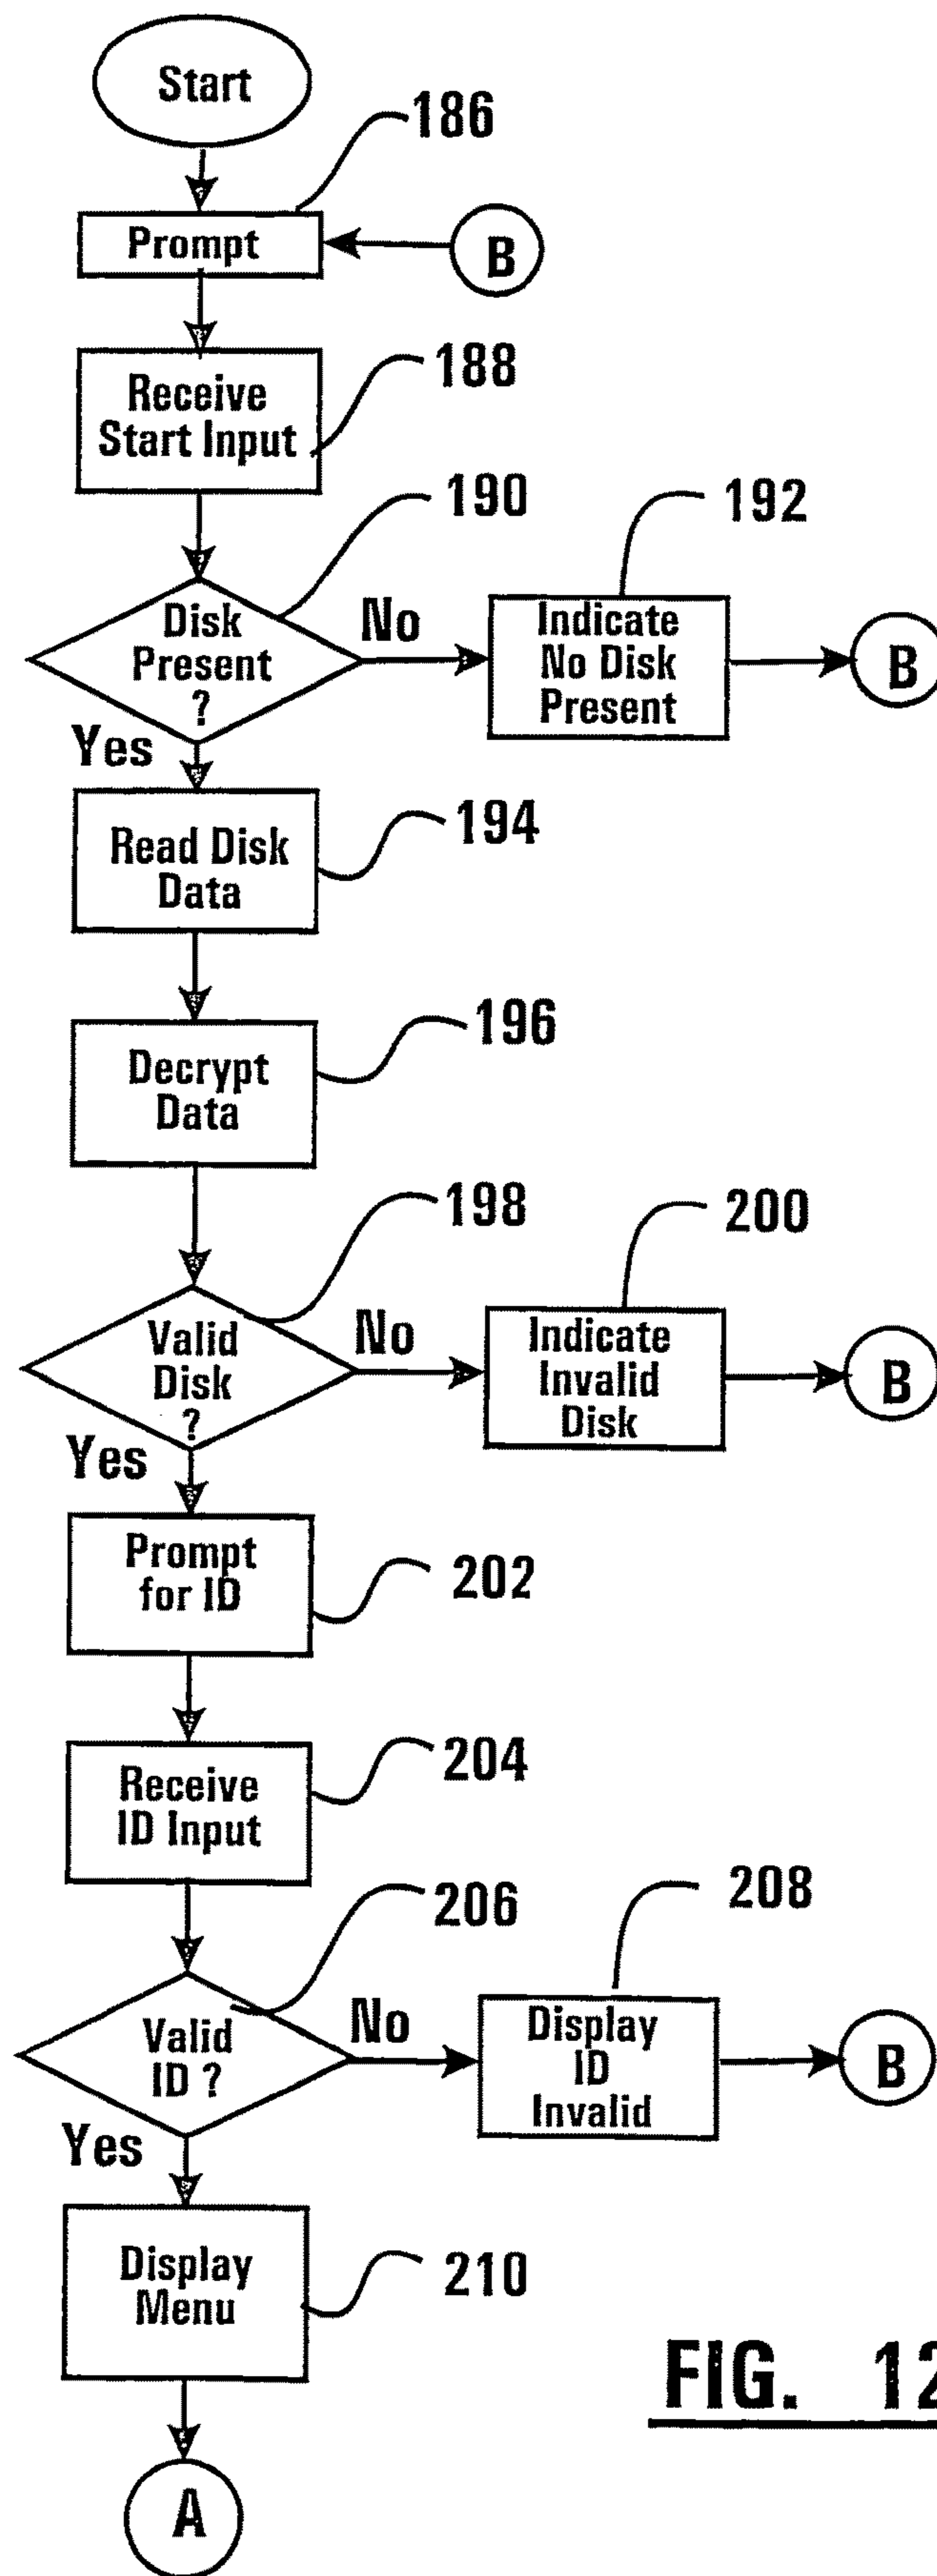 Start
186
Prompt
B
188
Receive
Start Input
190
192
Disk
Present
?
No
Indicate
No Disk
Present
B
Yes
194
Read Disk
Data
196
Decrypt
Data
198
200
Valid
Disk
?
No
Indicate
Invalid
Disk
B
Yes
Prompt
for ID
202
204
Receive
ID Input
206
208
Valid
ID ?
No
Display
ID
Invalid
B
Yes
Display
Menu
210
FIG. 12
A